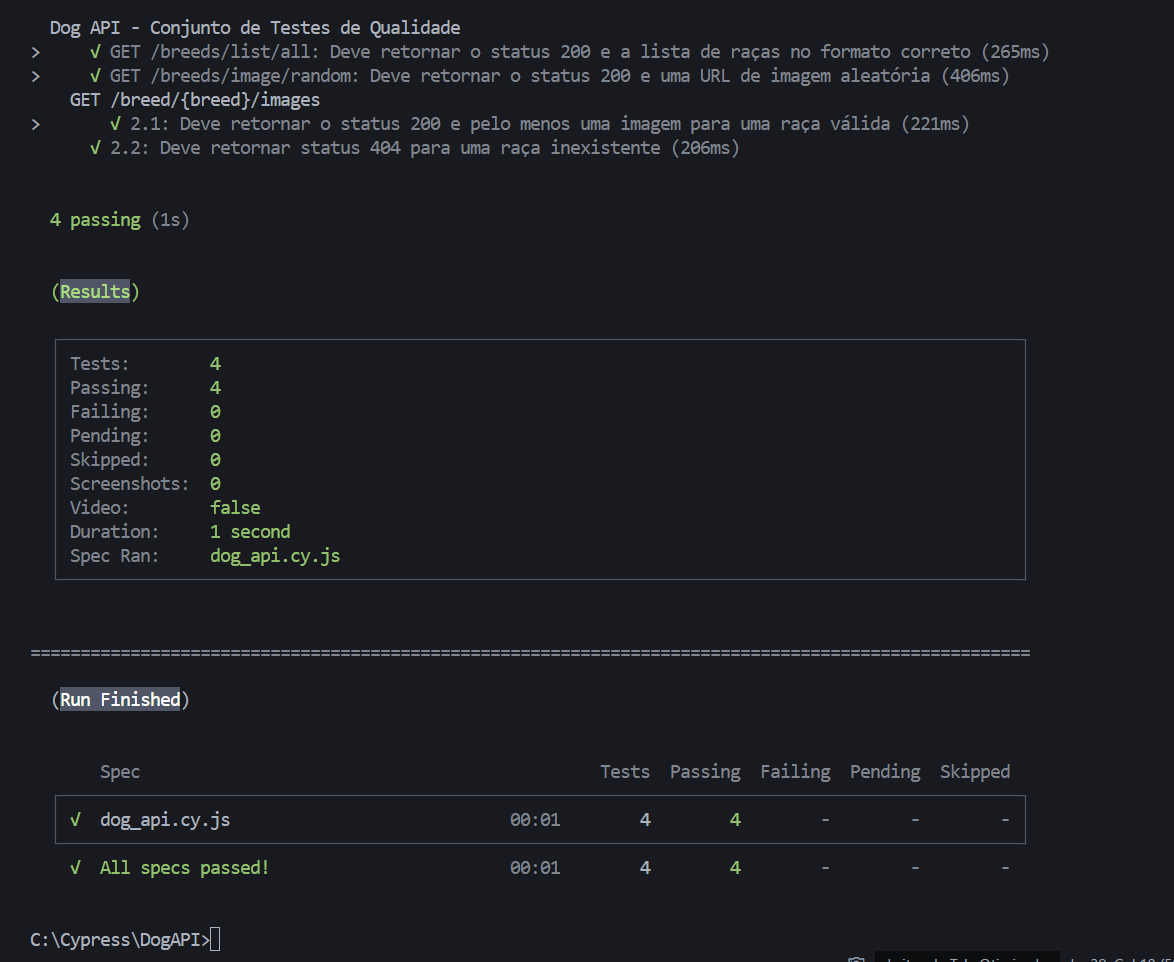 Dog API - Conjunto de Testes de Qualidade
> √ GET /breeds/list/all: Deve retornar o status 200 e a lista de raças no formato correto (265ms)
> √ GET /breeds/image/random: Deve retornar o status 200 e uma URL de imagem aleatória (406ms)
GET /breed/{breed}/images
> √ 2.1: Deve retornar o status 200 e pelo menos uma imagem para uma raça válida (221ms)
√ 2.2: Deve retornar status 404 para uma raça inexistente (206ms)
4 passing (1s)
(Results)
Tests: 4
Passing: 4
Failing: 0
Pending: 0
Skipped: 0
Screenshots: 0
Video: false
Duration: 1 second
Spec Ran: dog_api.cy.js
====================================================================================================
(Run Finished)
Spec Tests Passing Failing Pending Skipped
√ dog_api.cy.js 00:01 4 4 - - -
√ All specs passed! 00:01 4 4 - - -
C:\Cypress\DogAPI>